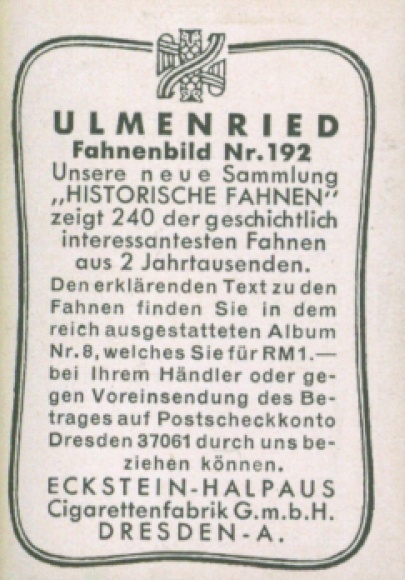 ULMENRIED
Fahnenbild Nr. 192
Unsere neue Sammlung
„HISTORISCHE FAHNEN"
zeigt 240 der geschichtlich
interessantesten Fahnen
aus 2 Jahrtausenden.
Den erklärenden Text zu den
Fahnen finden Sie in dem
reich ausgestatteten Album
Nr. 8, welches Sie für RM 1.—
bei Ihrem Händler oder ge-
gen Voreinsendung des Be-
trages auf Postscheckkonto
Dresden 37061 durch uns be-
ziehen können.
ECKSTEIN-HALPAUS
Cigarettenfabrik G.m.b.H.
DRESDEN-A.